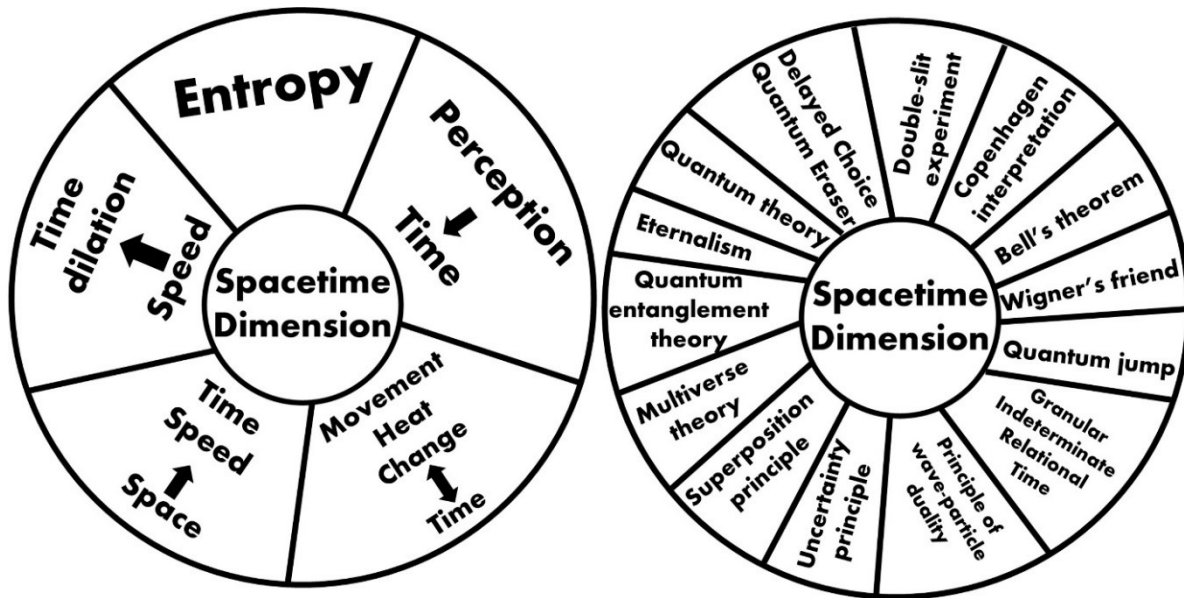 Entropy
Perception
Time
Movement
Heat
Change
Time
Time
Speed
Space
Time
dilation
Speed
Spacetime
Dimension
Double-slit
experiment
Copenhagen
interpretation
Bell's theorem
Wigner's friend
Quantum jump
Granular
Indeterminate
Relational
Time
Principle of
wave-particle
duality
Uncertainty
principle
Superposition
principle
Multiverse
theory
Quantum
entanglement
theory
Eternalism
Quantum theory
Delayed Choice
Quantum Eraser
Spacetime
Dimension